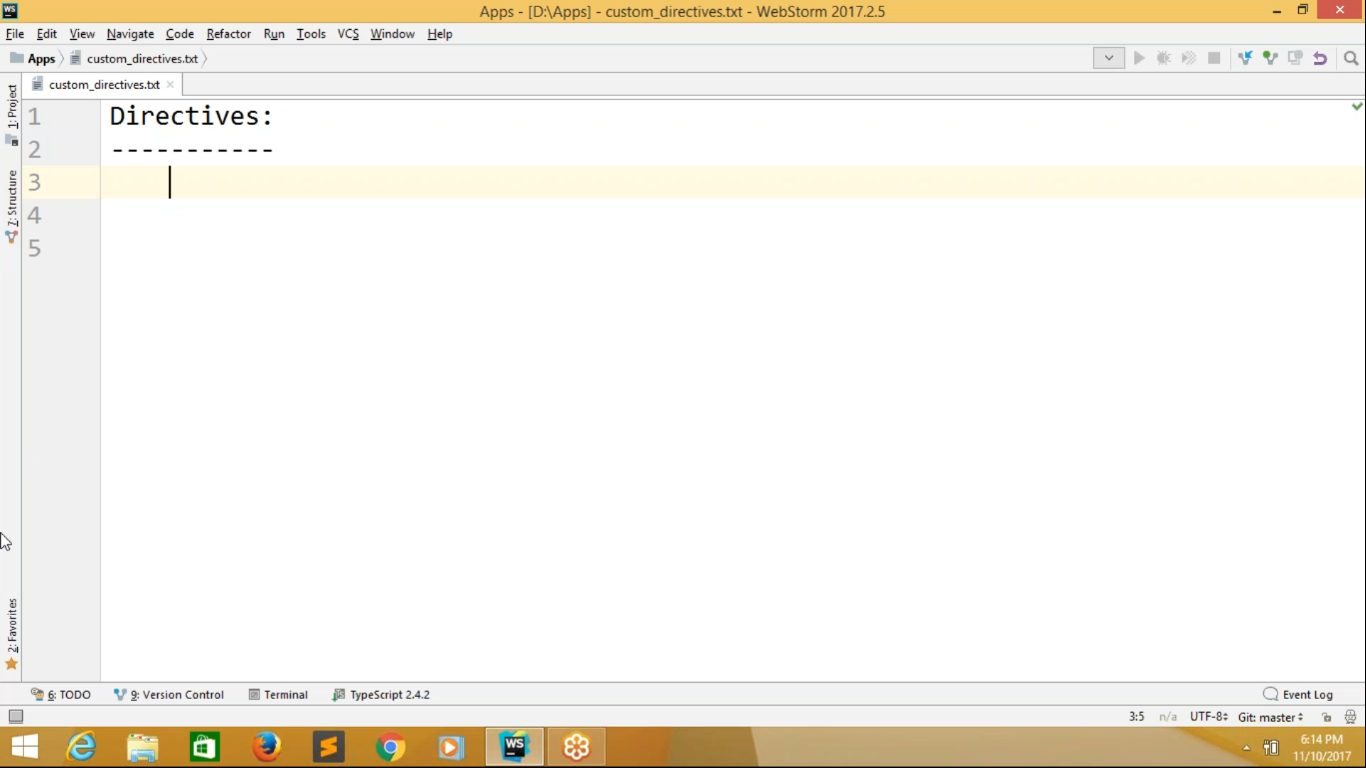 WS
Apps - [D:\Apps] - custom_directives.txt - WebStorm 2017.2.5
File Edit View Navigate Code Refactor Run Tools VCS Window Help
Apps custom_directives.txt
custom_directives.txt
1: Project
Z: Structure
2: Favorites
1 Directives:
2 -----------
3
4
5
6: TODO 9: Version Control Terminal TypeScript 2.4.2 Event Log
3:5 n/a UTF-8 Git: master
WS
6:14 PM
11/10/2017